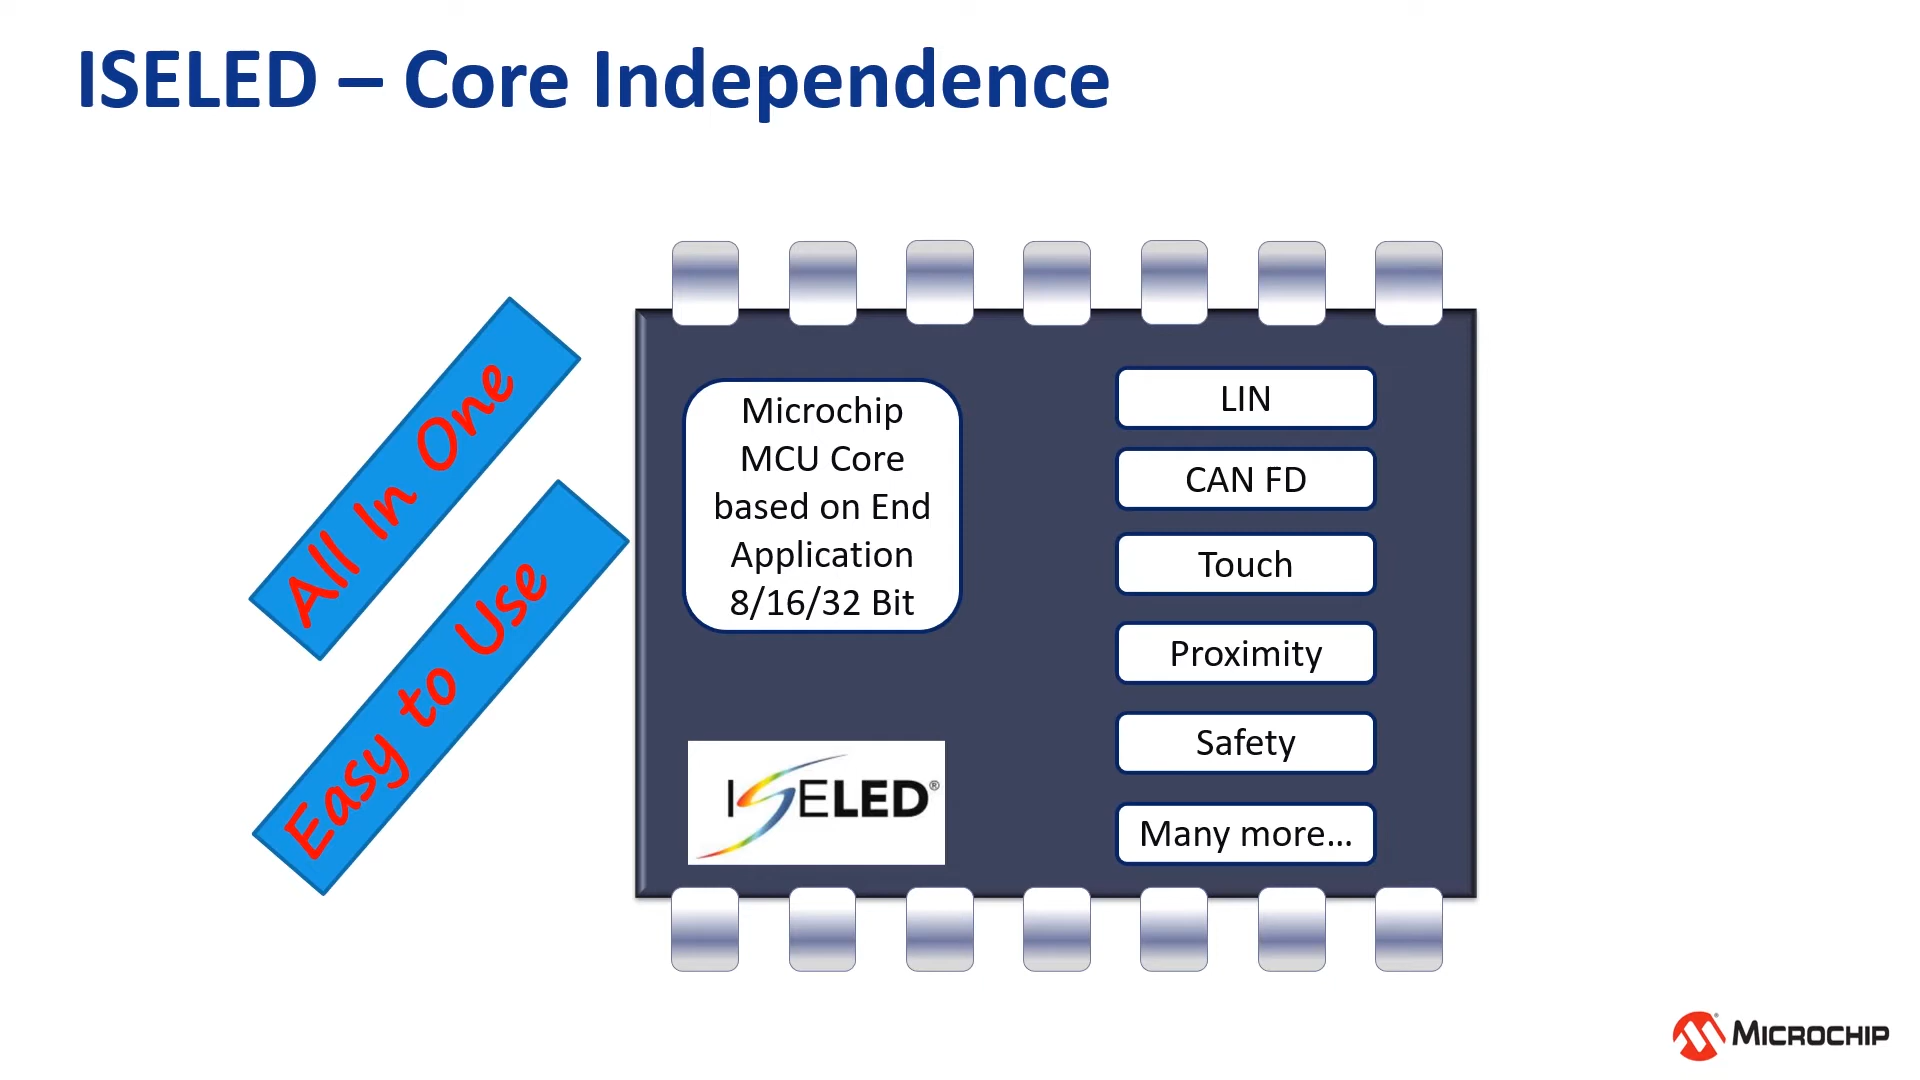 ISELED – Core Independence
All In One
Easy to Use
Microchip
MCU Core
based on End
Application
8/16/32 Bit
ISELED®
LIN
CAN FD
Touch
Proximity
Safety
Many more...
MICROCHIP